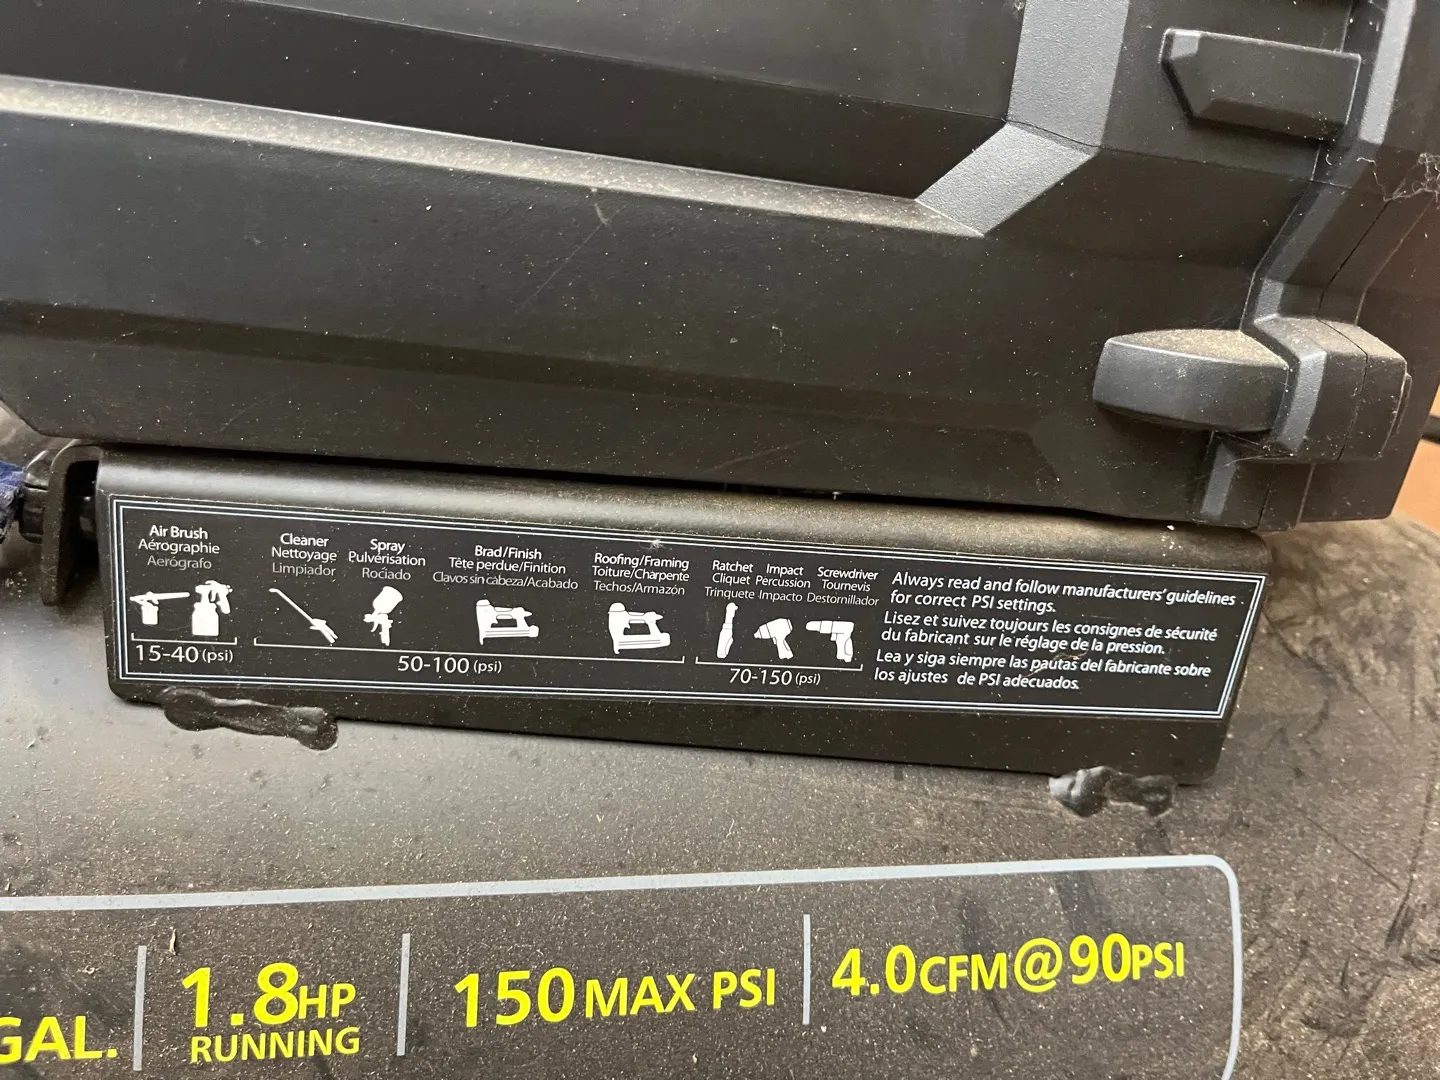 Air Brush
Aérographie
Aerógrafo
15-40 (psi)
Cleaner
Nettoyage
Limpiador
Spray
Pulvérisation
Rociado
Brad/Finish
Tête perdue/Finition
Clavos sin cabeza/Acabado
Roofing/Framing
Toiture/Charpente
Techos/Armazón
50-100 (psi)
Ratchet
Cliquet
Trinquete
Impact
Percussion
Impacto
Screwdriver
Tournevis
Destornillador
70-150 (psi)
Always read and follow manufacturers' guidelines
for correct PSI settings.
Lisez et suivez toujours les consignes de sécurité
du fabricant sur le réglage de la pression.
Lea y siga siempre las pautas del fabricante sobre
los ajustes de PSI adecuados.
GAL.
1.8HP
RUNNING
150 MAX PSI
4.0CFM@90PSI